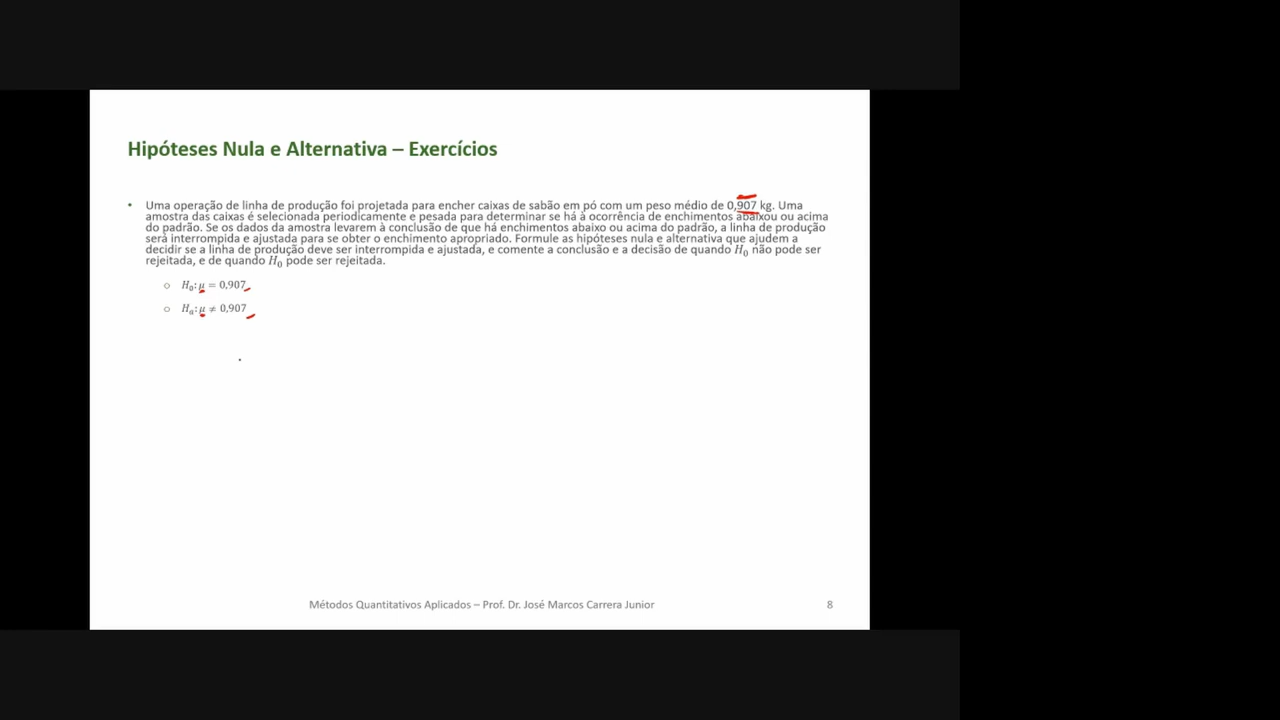 Hipóteses Nula e Alternativa – Exercícios
• Uma operação de linha de produção foi projetada para encher caixas de sabão em pó com um peso médio de 0,907 kg. Uma
amostra das caixas é selecionada periodicamente e pesada para determinar se há à ocorrência de enchimentos abaixou ou acima
do padrão. Se os dados da amostra levarem à conclusão de que há enchimentos abaixo ou acima do padrão, a linha de produção
será interrompida e ajustada para se obter o enchimento apropriado. Formule as hipóteses nula e alternativa que ajudem a
decidir se a linha de produção deve ser interrompida e ajustada, e comente a conclusão e a decisão de quando H₀ não pode ser
rejeitada, e de quando H₀ pode ser rejeitada.
○ H₀: μ = 0,907
○ Hₐ: μ ≠ 0,907
Métodos Quantitativos Aplicados – Prof. Dr. José Marcos Carrera Junior
8